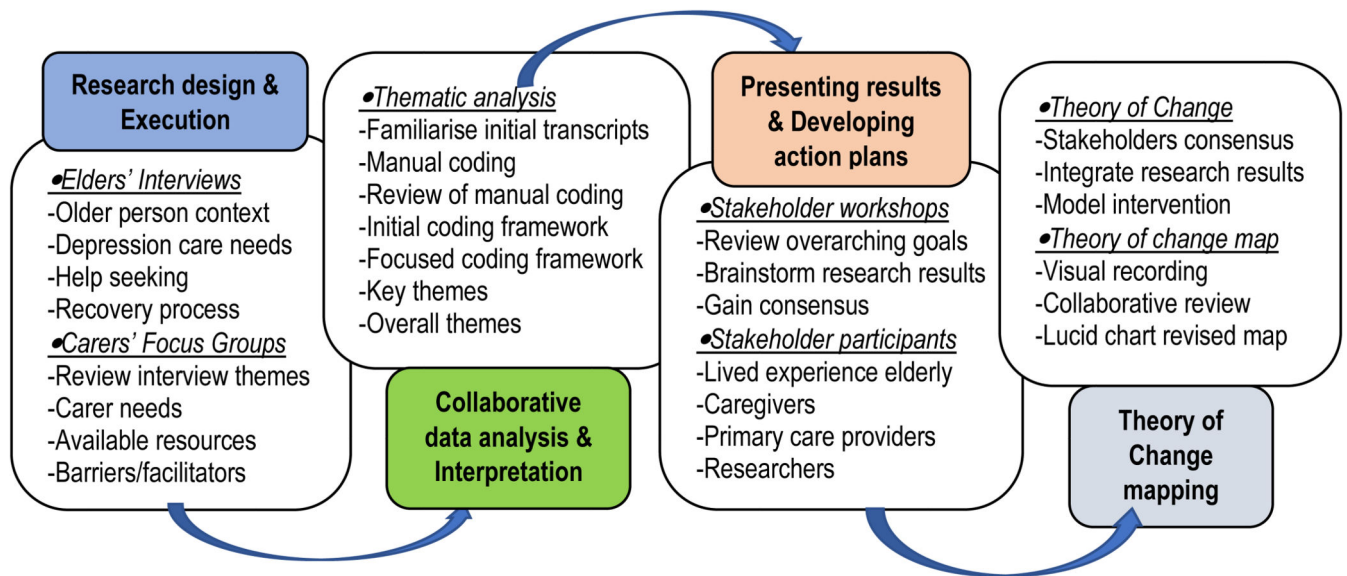 Research design &
Execution
•Elders’ Interviews
-Older person context
-Depression care needs
-Help seeking
-Recovery process
•Carers’ Focus Groups
-Review interview themes
-Carer needs
-Available resources
-Barriers/facilitators
•Thematic analysis
-Familiarise initial transcripts
-Manual coding
-Review of manual coding
-Initial coding framework
-Focused coding framework
-Key themes
-Overall themes
Collaborative
data analysis &
Interpretation
Presenting results
& Developing
action plans
•Stakeholder workshops
-Review overarching goals
-Brainstorm research results
-Gain consensus
•Stakeholder participants
-Lived experience elderly
-Caregivers
-Primary care providers
-Researchers
•Theory of Change
-Stakeholders consensus
-Integrate research results
-Model intervention
•Theory of change map
-Visual recording
-Collaborative review
-Lucid chart revised map
Theory of
Change
mapping